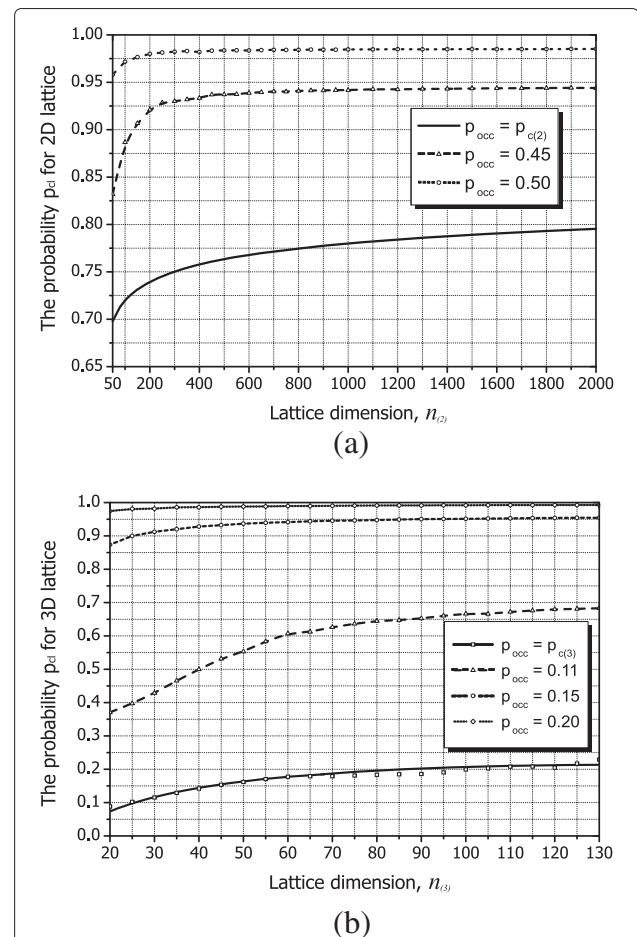 The probability pd for 2D lattice
1.00
0.95
0.90
0.85
0.80
0.75
0.70
0.65
pocc = pc(2)
pocc = 0.45
pocc = 0.50
50 200 400 600 800 1000 1200 1400 1600 1800 2000
Lattice dimension, n(2)
(a)
The probability pd for 3D lattice
1.0
0.9
0.8
0.7
0.6
0.5
0.4
0.3
0.2
0.1
0.0
pocc = pc(3)
pocc = 0.11
pocc = 0.15
pocc = 0.20
20 30 40 50 60 70 80 90 100 110 120 130
Lattice dimension, n(3)
(b)